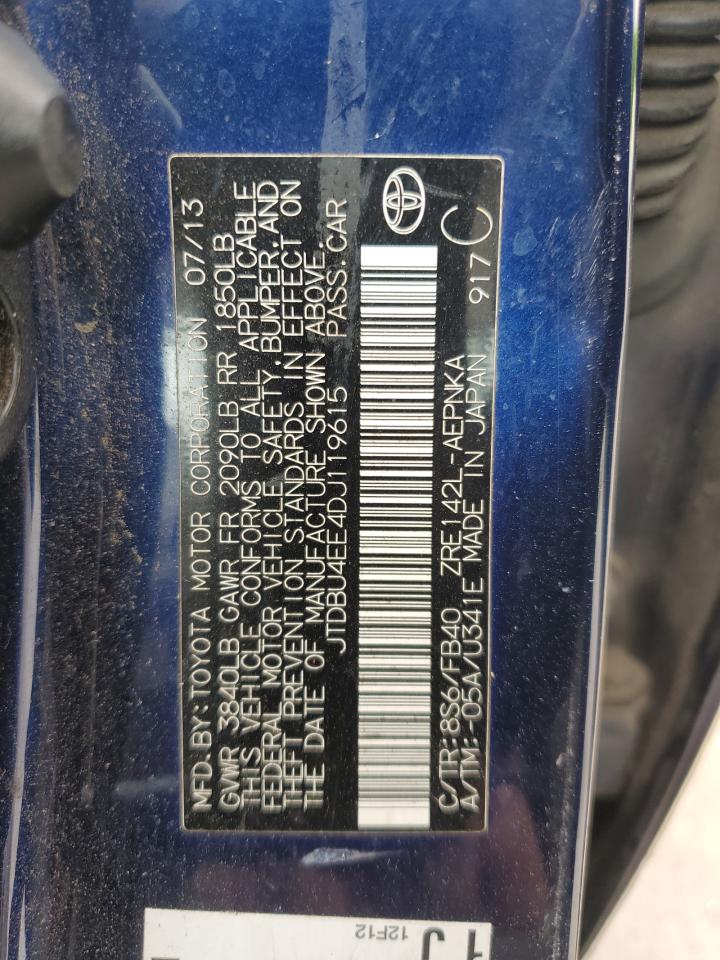 MFD.BY:TOYOTA MOTOR CORPORATION 07/13
GVWR 3840LB GAWR FR 2090LB RR 1850LB
THIS VEHICLE CONFORMS TO ALL APPLICABLE
FEDERAL MOTOR VEHICLE SAFETY,BUMPER,AND
THEFT PREVENTION STANDARDS IN EFFECT ON
THE DATE OF MANUFACTURE SHOWN ABOVE.
JTDBU4EE4DJ119615 PASS.CAR
C/TR:8S6/FB40 ZRE142L-AEPNKA 917 C
A/TM:-05A/U341E MADE IN JAPAN
12F12